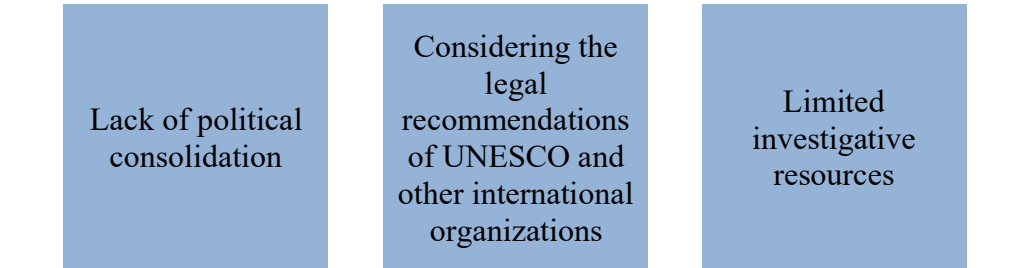 Lack of political
consolidation
Considering the
legal
recommendations
of UNESCO and
other international
organizations
Limited
investigative
resources